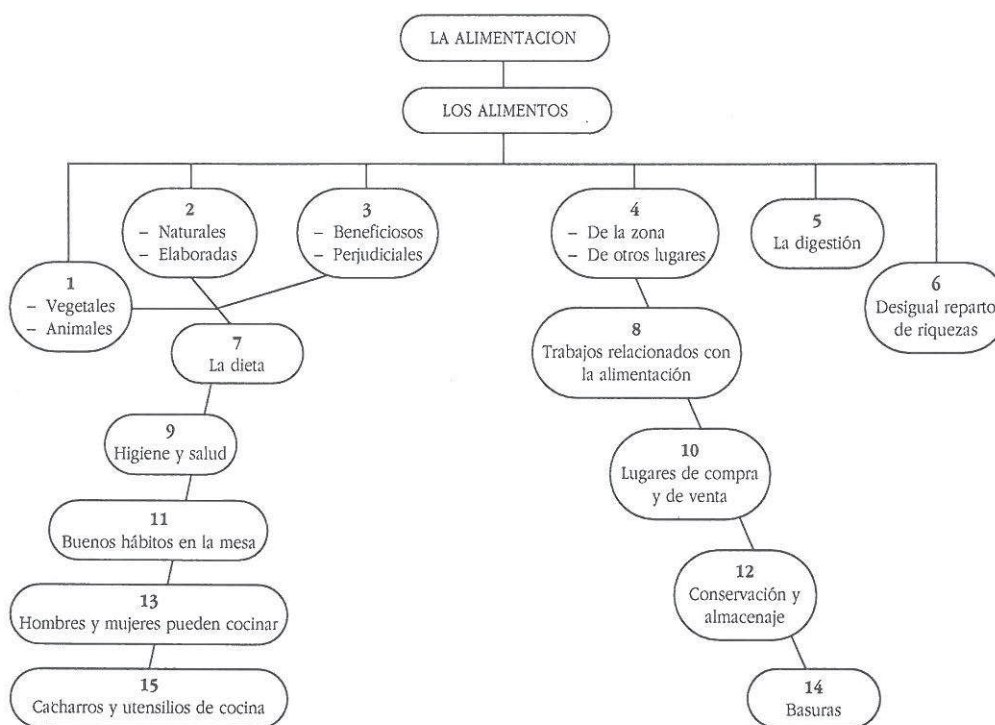 LA ALIMENTACION
LOS ALIMENTOS
1
– Vegetales
– Animales
2
– Naturales
– Elaboradas
3
– Beneficiosos
– Perjudiciales
4
– De la zona
– De otros lugares
5
La digestión
6
Desigual reparto
de riquezas
7
La dieta
8
Trabajos relacionados con
la alimentación
9
Higiene y salud
10
Lugares de compra
y de venta
11
Buenos hábitos en la mesa
12
Conservación y
almacenaje
13
Hombres y mujeres pueden cocinar
14
Basuras
15
Cacharros y utensilios de cocina